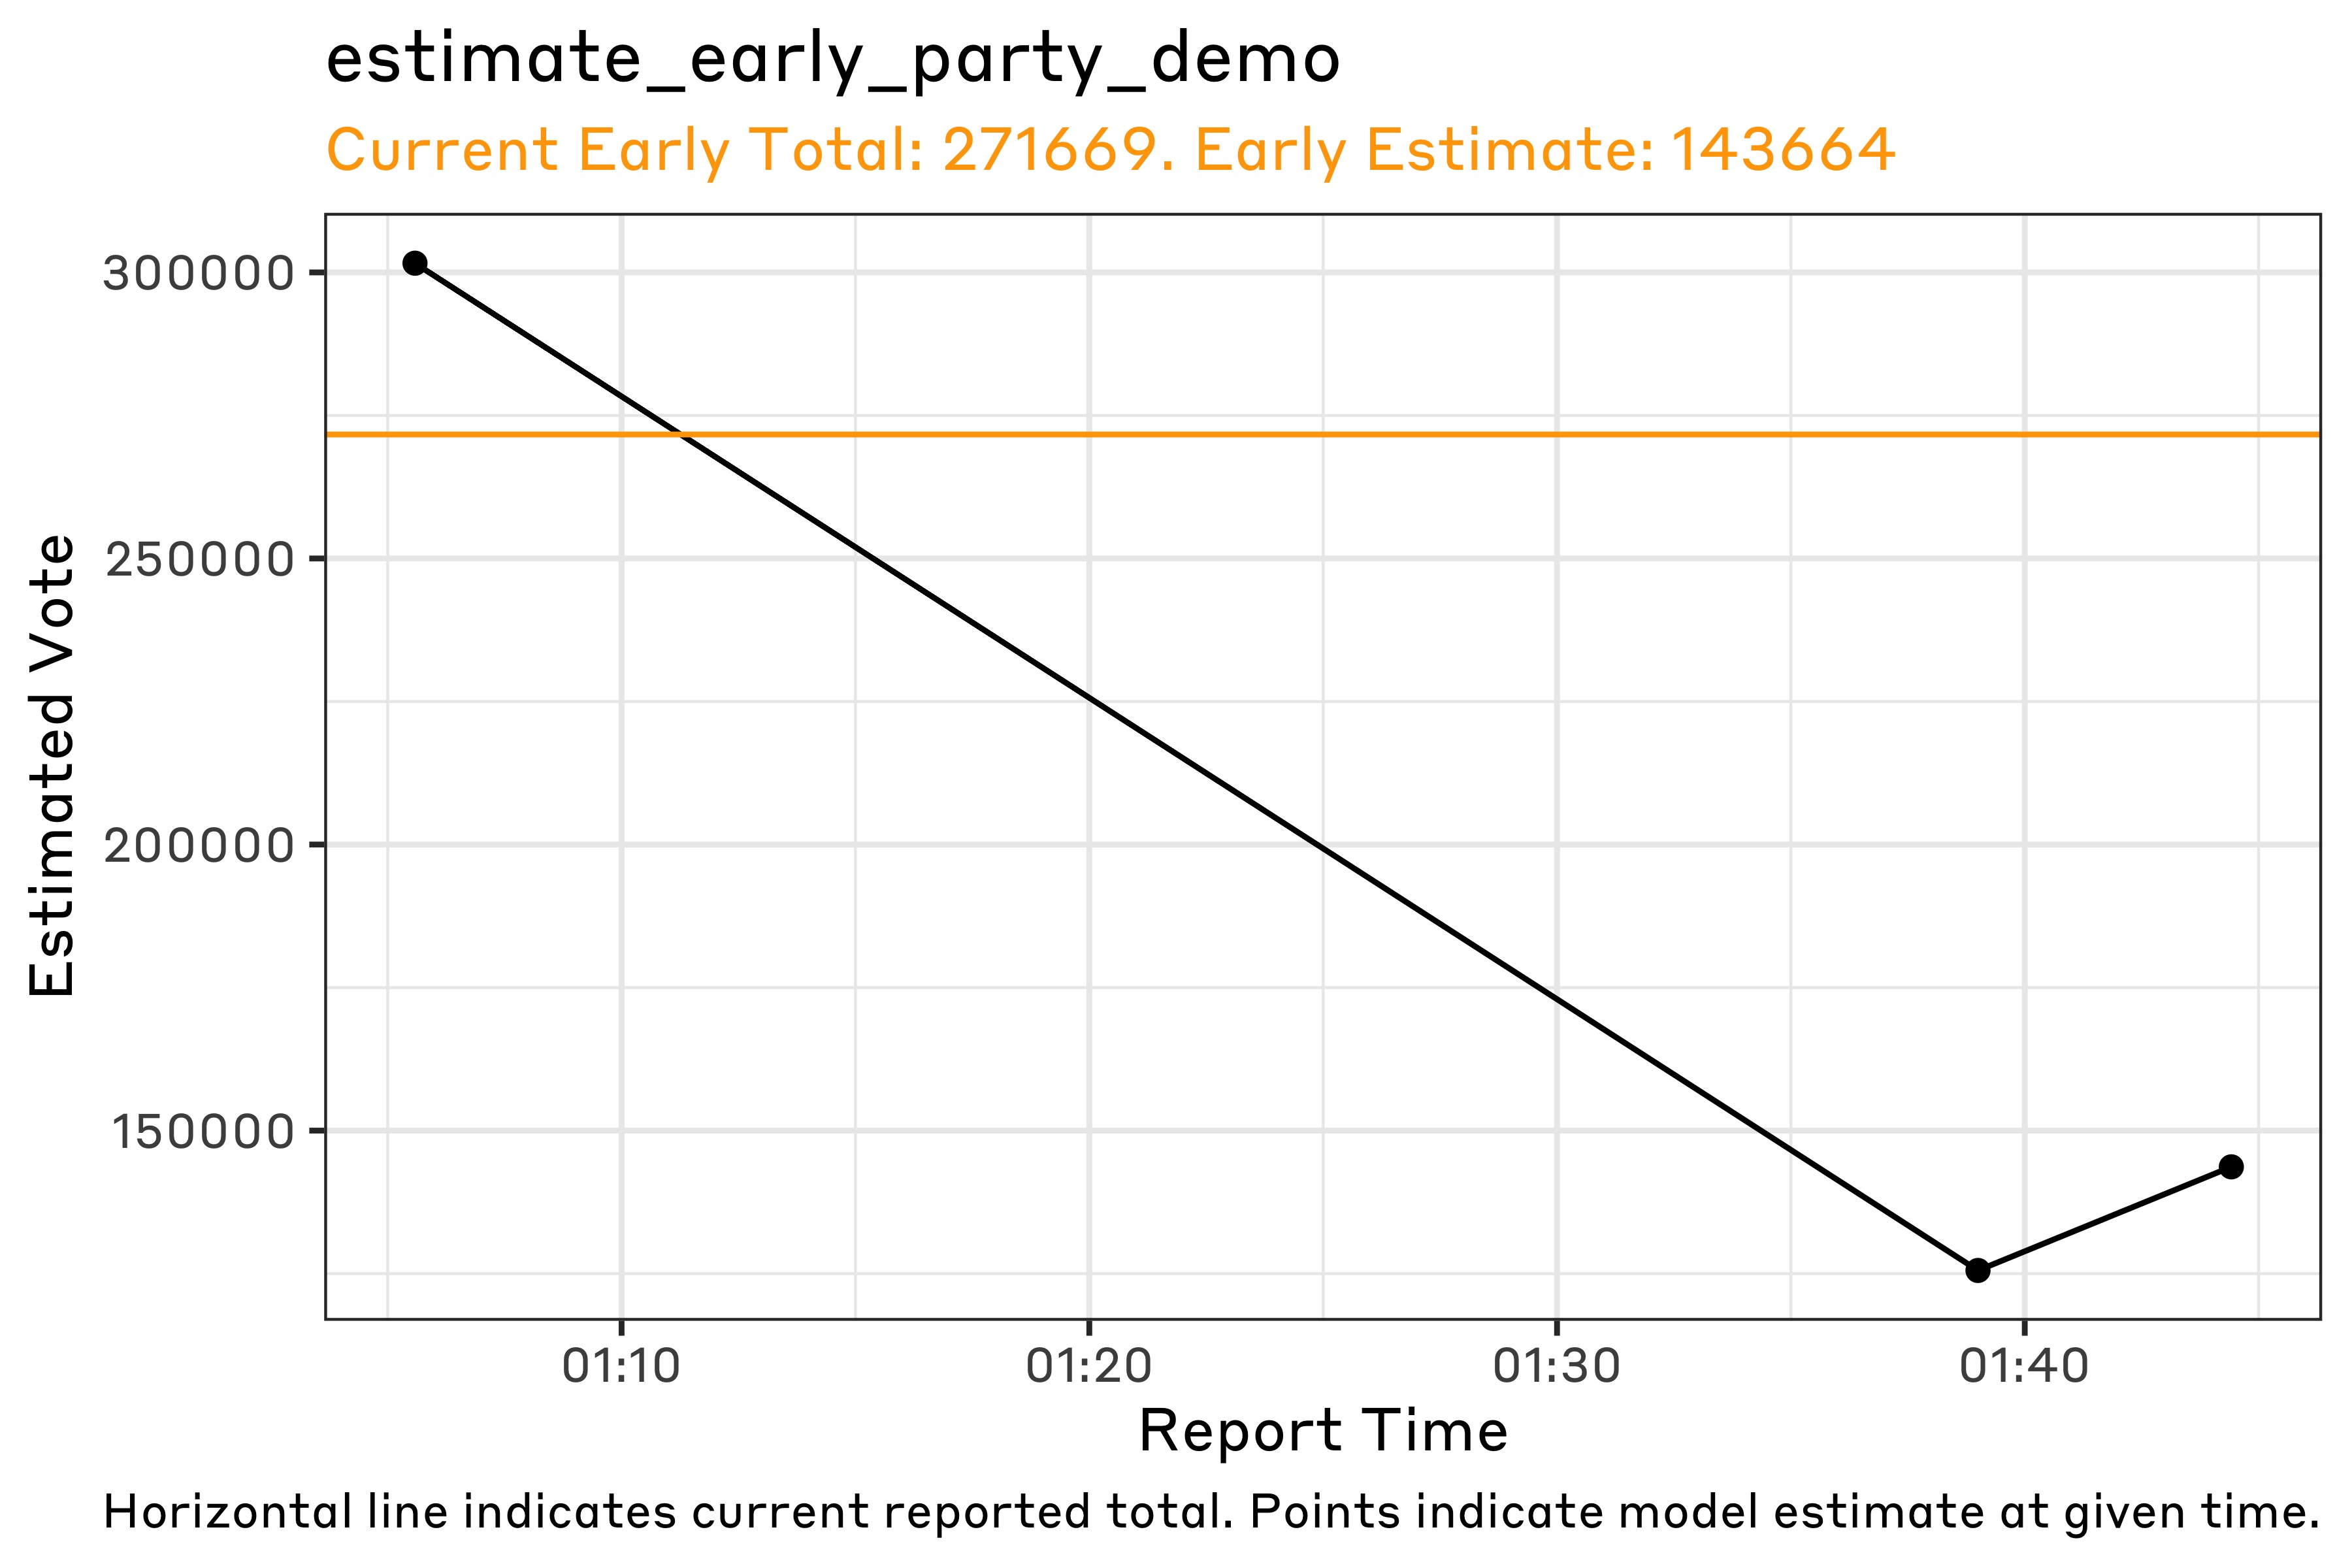 estimate_early_party_demo
Current Early Total: 271669. Early Estimate: 143664
Estimated Vote
300000
250000
200000
150000
01:10 01:20 01:30 01:40
Report Time
Horizontal line indicates current reported total. Points indicate model estimate at given time.